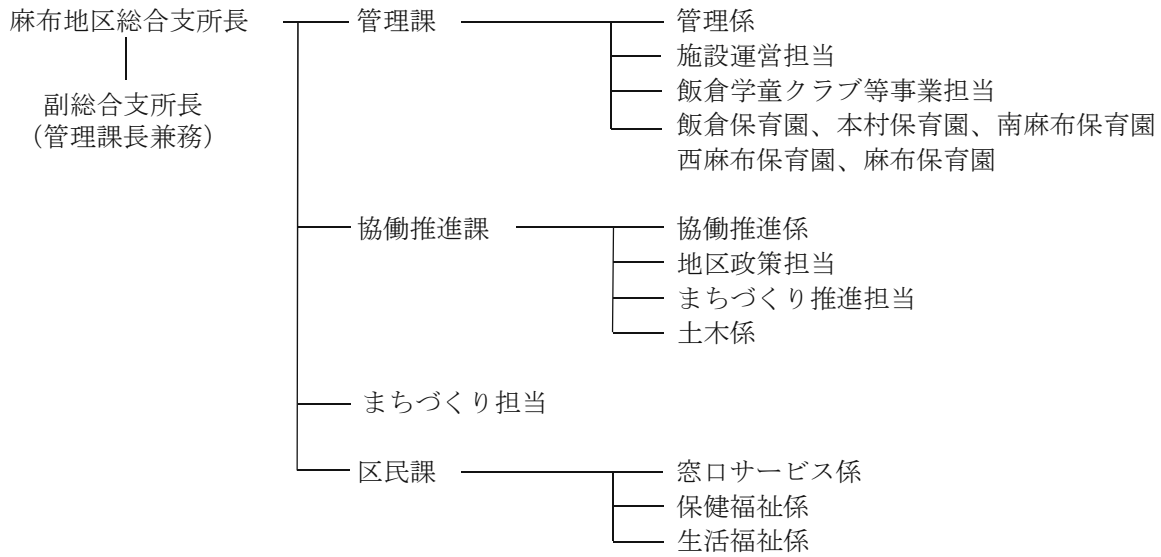 麻布地区総合支所長
副総合支所長
（管理課長兼務）
管理課
管理係
施設運営担当
飯倉学童クラブ等事業担当
飯倉保育園、本村保育園、南麻布保育園
西麻布保育園、麻布保育園
協働推進課
協働推進係
地区政策担当
まちづくり推進担当
土木係
まちづくり担当
区民課
窓口サービス係
保健福祉係
生活福祉係